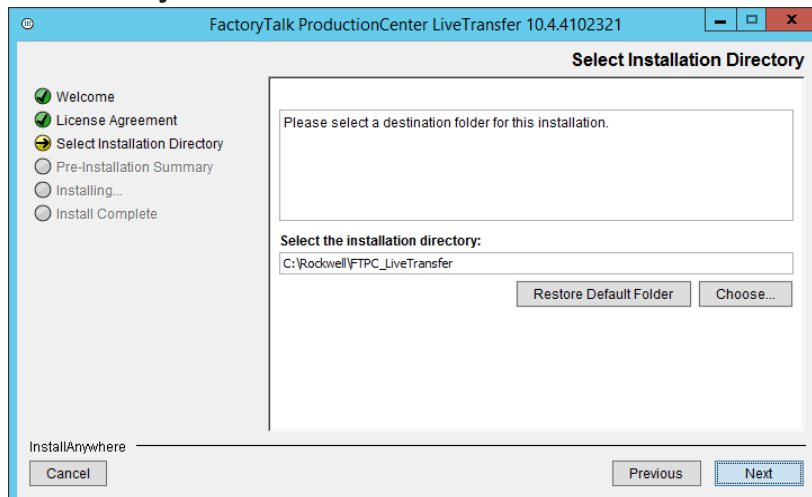 FactoryTalk ProductionCenter LiveTransfer 10.4.4102321
Select Installation Directory
Welcome
License Agreement
Select Installation Directory
Pre-Installation Summary
Installing...
Install Complete
Please select a destination folder for this installation.
Select the installation directory:
C:\Rockwell\FTPC_LiveTransfer
Restore Default Folder
Choose...
InstallAnywhere
Cancel
Previous
Next